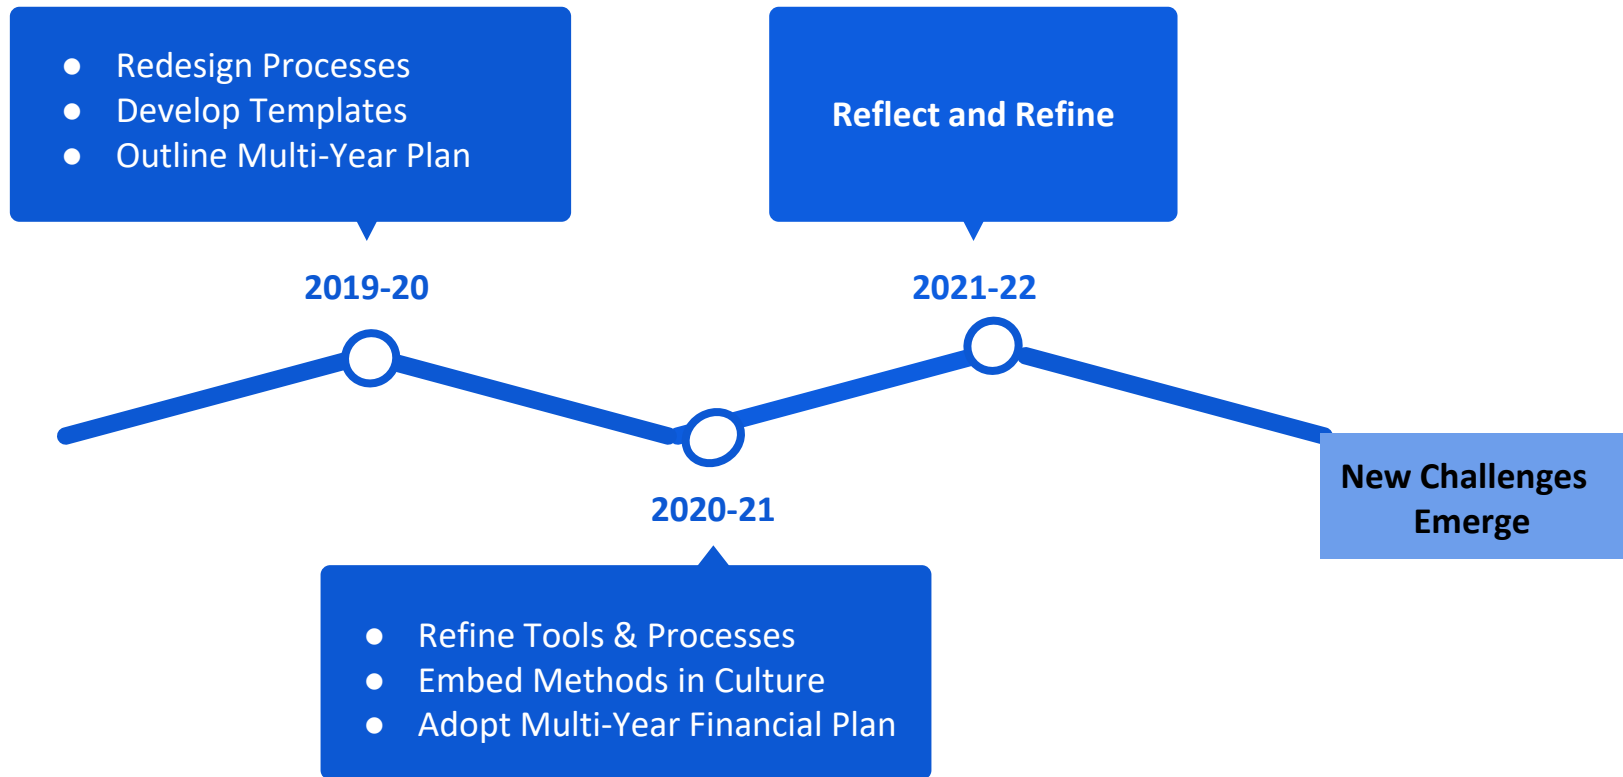 ● Redesign Processes
● Develop Templates
● Outline Multi-Year Plan
Reflect and Refine
2019-20
2021-22
2020-21
New Challenges
Emerge
● Refine Tools & Processes
● Embed Methods in Culture
● Adopt Multi-Year Financial Plan